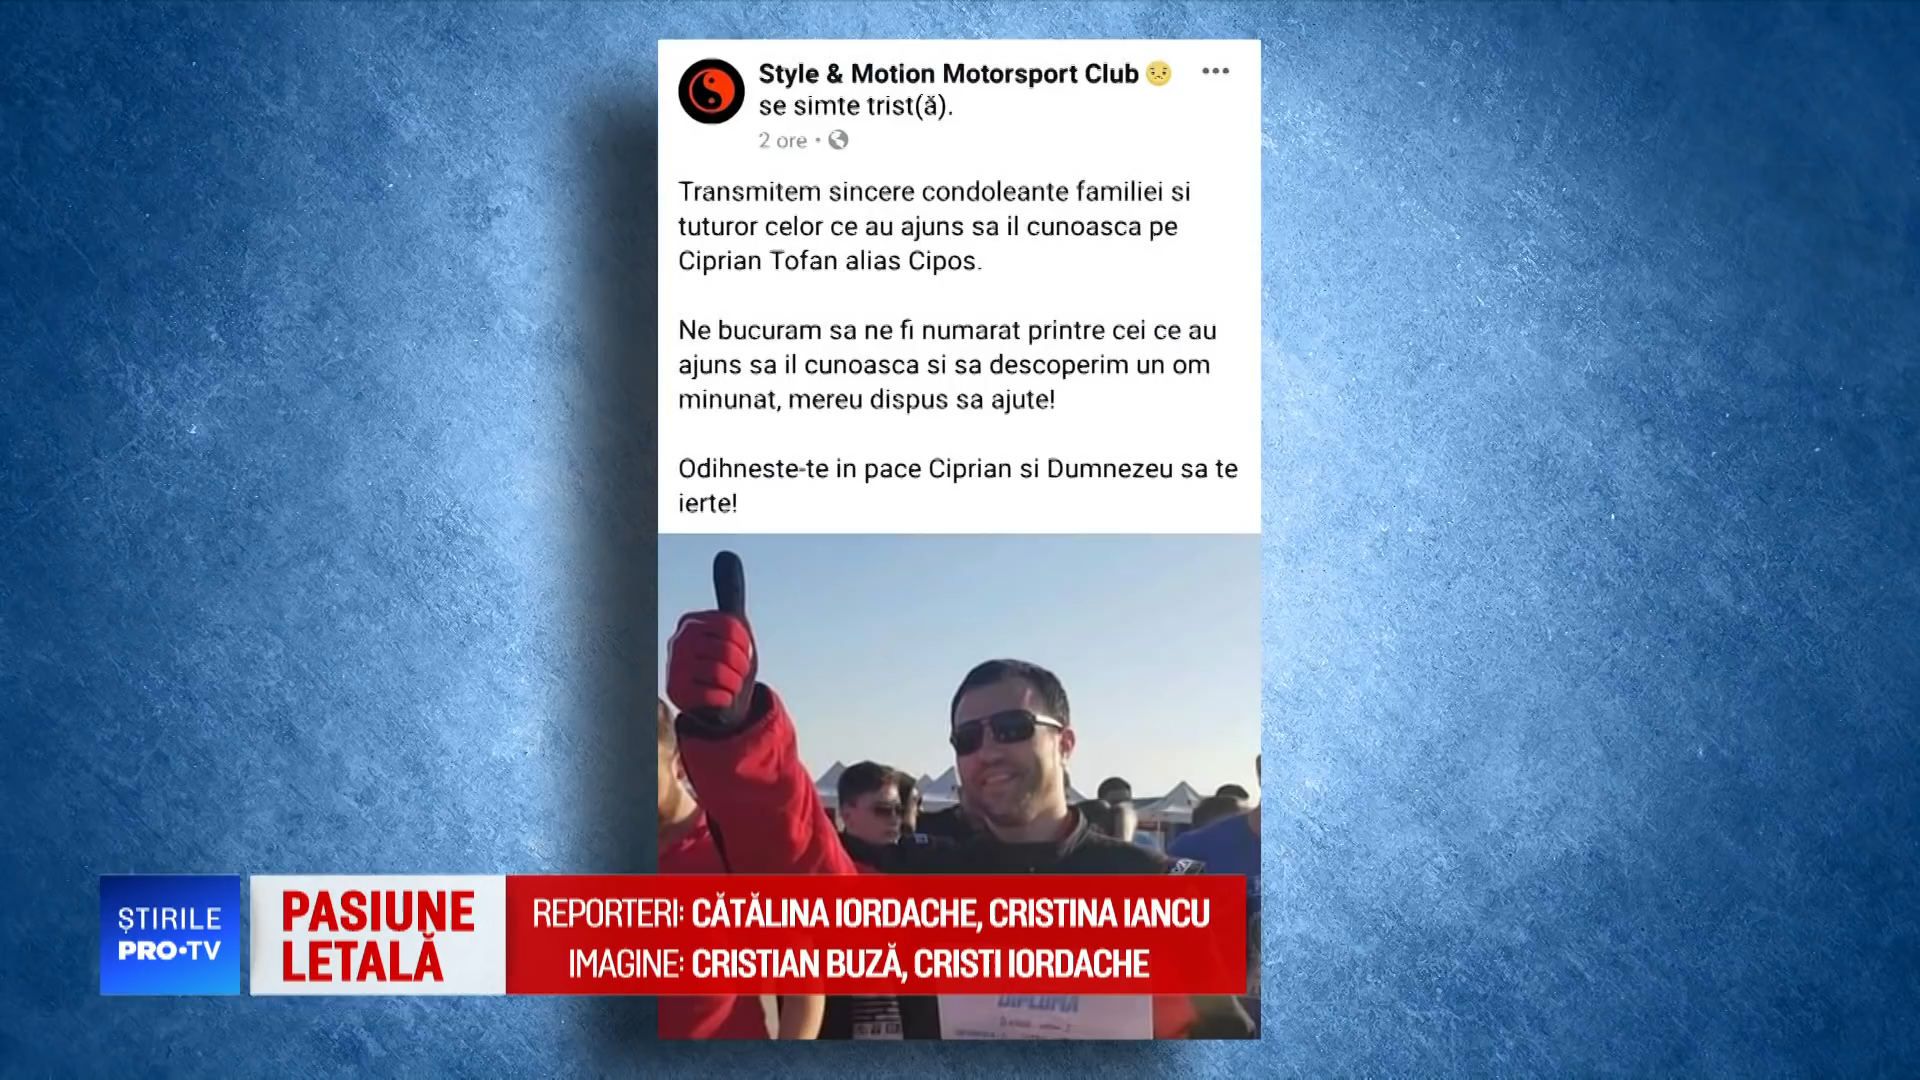 Style & Motion Motorsport Club
se simte trist(ă).
2 ore
Transmitem sincere condoleante familiei si
tuturor celor ce au ajuns sa il cunoasca pe
Ciprian Tofan alias Cipos.
Ne bucuram sa ne fi numarat printre cei ce au
ajuns sa il cunoasca si sa descoperim un om
minunat, mereu dispus sa ajute!
Odihneste-te in pace Ciprian si Dumnezeu sa te
ierte!
ȘTIRILE
PRO•TV
PASIUNE
LETALĂ
REPORTERI: CĂTĂLINA IORDACHE, CRISTINA IANCU
IMAGINE: CRISTIAN BUZĂ, CRISTI IORDACHE
DIPLOMA